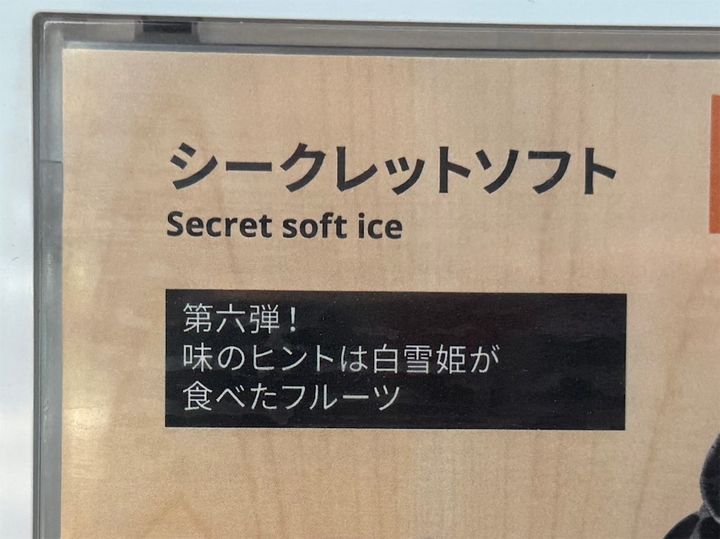 シークレットソフト
Secret soft ice
第六弾！
味のヒントは白雪姫が
食べたフルーツ